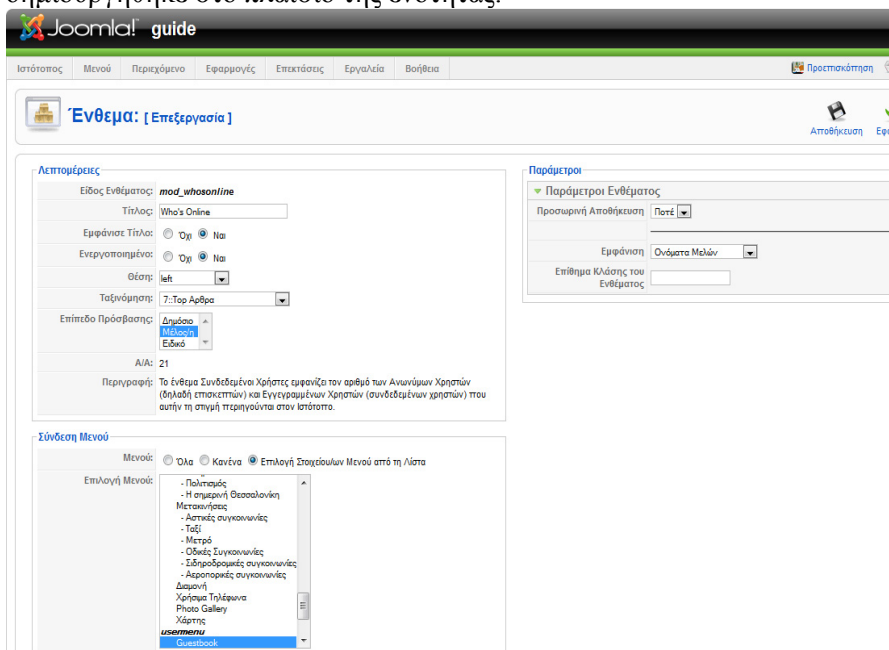 δημιουργήθηκε στο πλαίσιο της ενότητας.
Joomla! guide
Ιστότοπος Μενού Περιεχόμενο Εφαρμογές Επεκτάσεις Εργαλεία Βοήθεια Προεπισκόπηση
Ένθεμα: [ Επεξεργασία ]
Αποθήκευση
Λεπτομέρειες
Είδος Ενθέματος: mod_whosonline
Τίτλος: Who's Online
Εμφάνισε Τίτλο: Όχι Ναι
Ενεργοποιημένο: Όχι Ναι
Θέση: left
Ταξινόμηση: 7::Top Αρθρα
Επίπεδο Πρόσβασης: Δημόσιο
Μέλος/η
Ειδικό
Α/Α: 21
Περιγραφή: Το ένθεμα Συνδεδεμένοι Χρήστες εμφανίζει τον αριθμό των Ανωνύμων Χρηστών
(δηλαδή επισκεπτών) και Εγγεγραμμένων Χρηστών (συνδεδεμένων χρηστών) που
αυτήν τη στιγμή περιηγούνται στον Ιστότοπο.
Παράμετροι
Παράμετροι Ενθέματος
Προσωρινή Αποθήκευση Ποτέ
Εμφάνιση Ονόματα Μελών
Επίθημα Κλάσης του
Ενθέματος
Σύνδεση Μενού
Μενού: Όλα Κανένα Επιλογή Στοιχείου/ων Μενού από τη Λίστα
Επιλογή Μενού:
- Πολιτισμός
- Η σημερινή Θεσσαλονίκη
Μετακινήσεις
- Αστικές συγκοινωνίες
- Ταξί
- Μετρό
- Οδικές Συγκοινωνίες
- Σιδηροδρομικές συγκοινωνίες
- Αεροπορικές συγκοινωνίες
Διαμονή
Χρήσιμα Τηλέφωνα
Photo Gallery
Χάρτης
usermenu
Guestbook